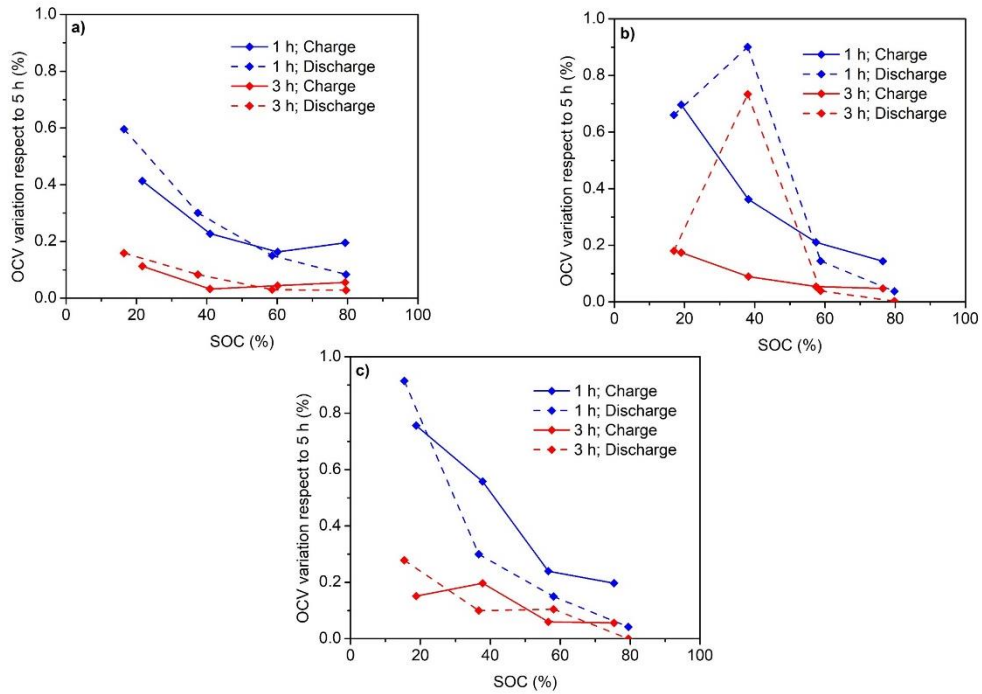 a)
1 h; Charge
1 h; Discharge
3 h; Charge
3 h; Discharge
OCV variation respect to 5 h (%)
1.0
0.8
0.6
0.4
0.2
0.0
0 20 40 60 80 100
SOC (%)
b)
1 h; Charge
1 h; Discharge
3 h; Charge
3 h; Discharge
OCV variation respect to 5 h (%)
1.0
0.8
0.6
0.4
0.2
0.0
0 20 40 60 80 100
SOC (%)
c)
1 h; Charge
1 h; Discharge
3 h; Charge
3 h; Discharge
OCV variation respect to 5 h (%)
1.0
0.8
0.6
0.4
0.2
0.0
0 20 40 60 80 100
SOC (%)